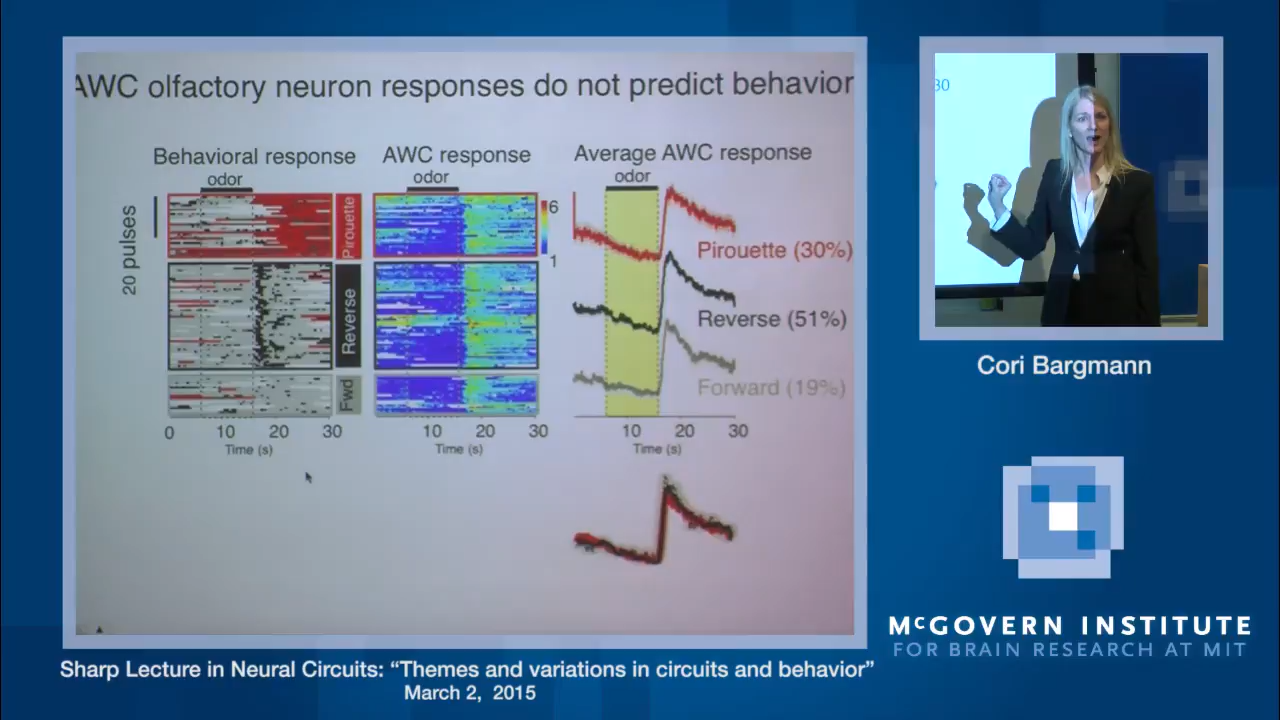 AWC olfactory neuron responses do not predict behavior
Behavioral response
AWC response
Average AWC response
odor
odor
odor
20 pulses
Pirouette
Reverse
Fwd
6
1
Pirouette (30%)
Reverse (51%)
Forward (19%)
0 10 20 30
10 20 30
10 20 30
Time (s)
Time (s)
Time (s)
30
Cori Bargmann
McGOVERN INSTITUTE
FOR BRAIN RESEARCH AT MIT
Sharp Lecture in Neural Circuits: “Themes and variations in circuits and behavior”
March 2, 2015